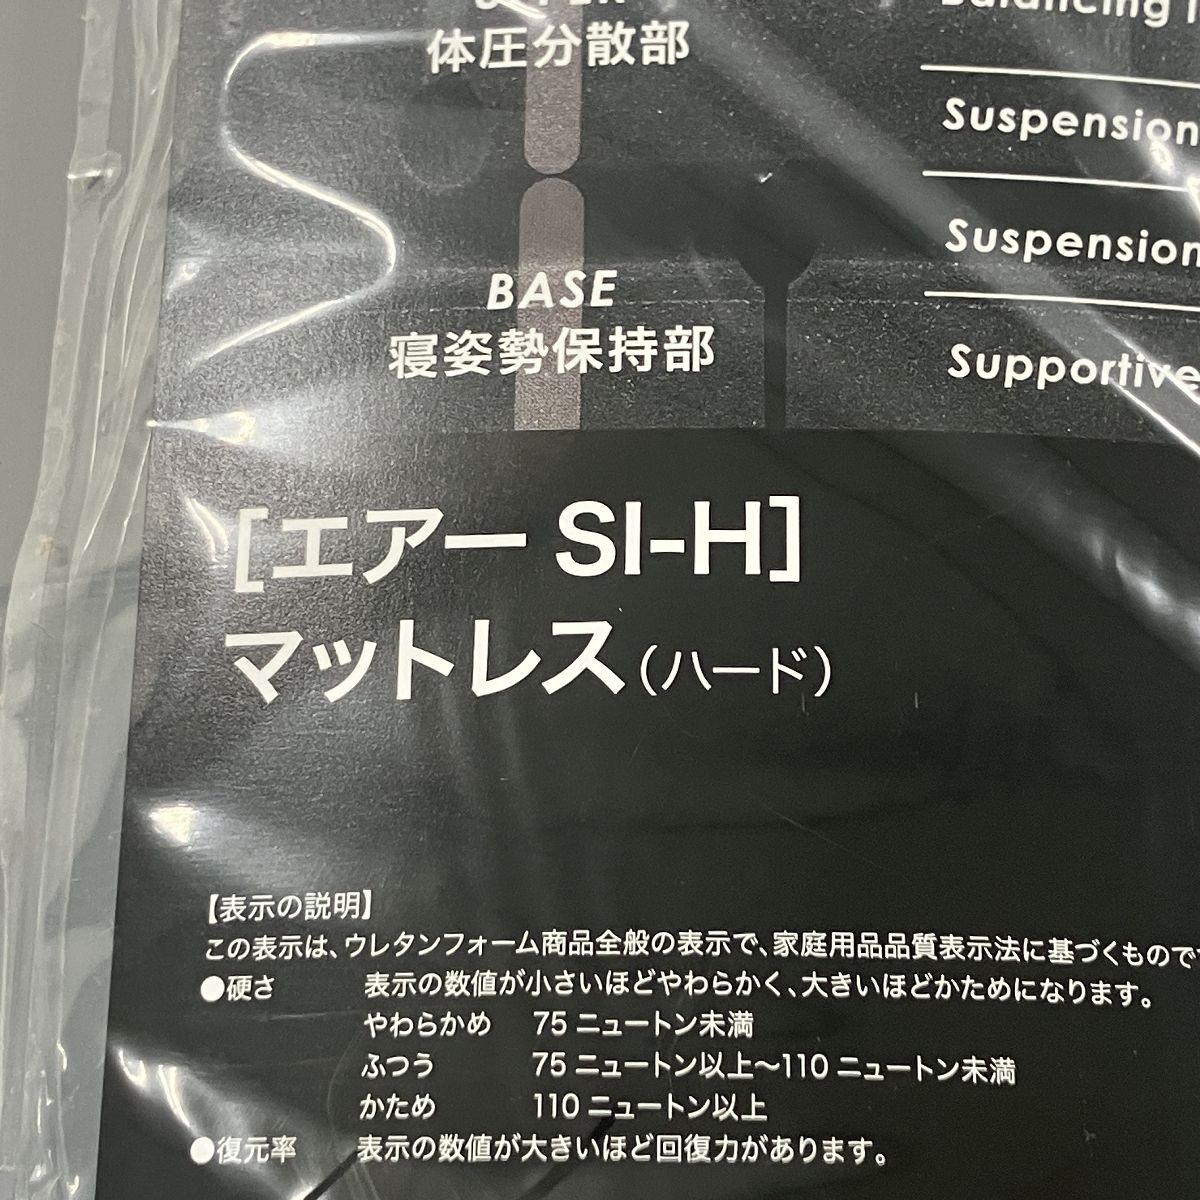 体圧分散部
Balancing
Suspension
Suspension
BASE
寝姿勢保持部
Supportive
[エアー SI-H]
マットレス（ハード）
【表示の説明】
この表示は、ウレタンフォーム商品全般の表示で、家庭用品品質表示法に基づくもので
●硬さ 表示の数値が小さいほどやわらかく、大きいほどかためになります。
やわらかめ 75 ニュートン未満
ふつう 75 ニュートン以上～110 ニュートン未満
かため 110 ニュートン以上
●復元率 表示の数値が大きいほど回復力があります。